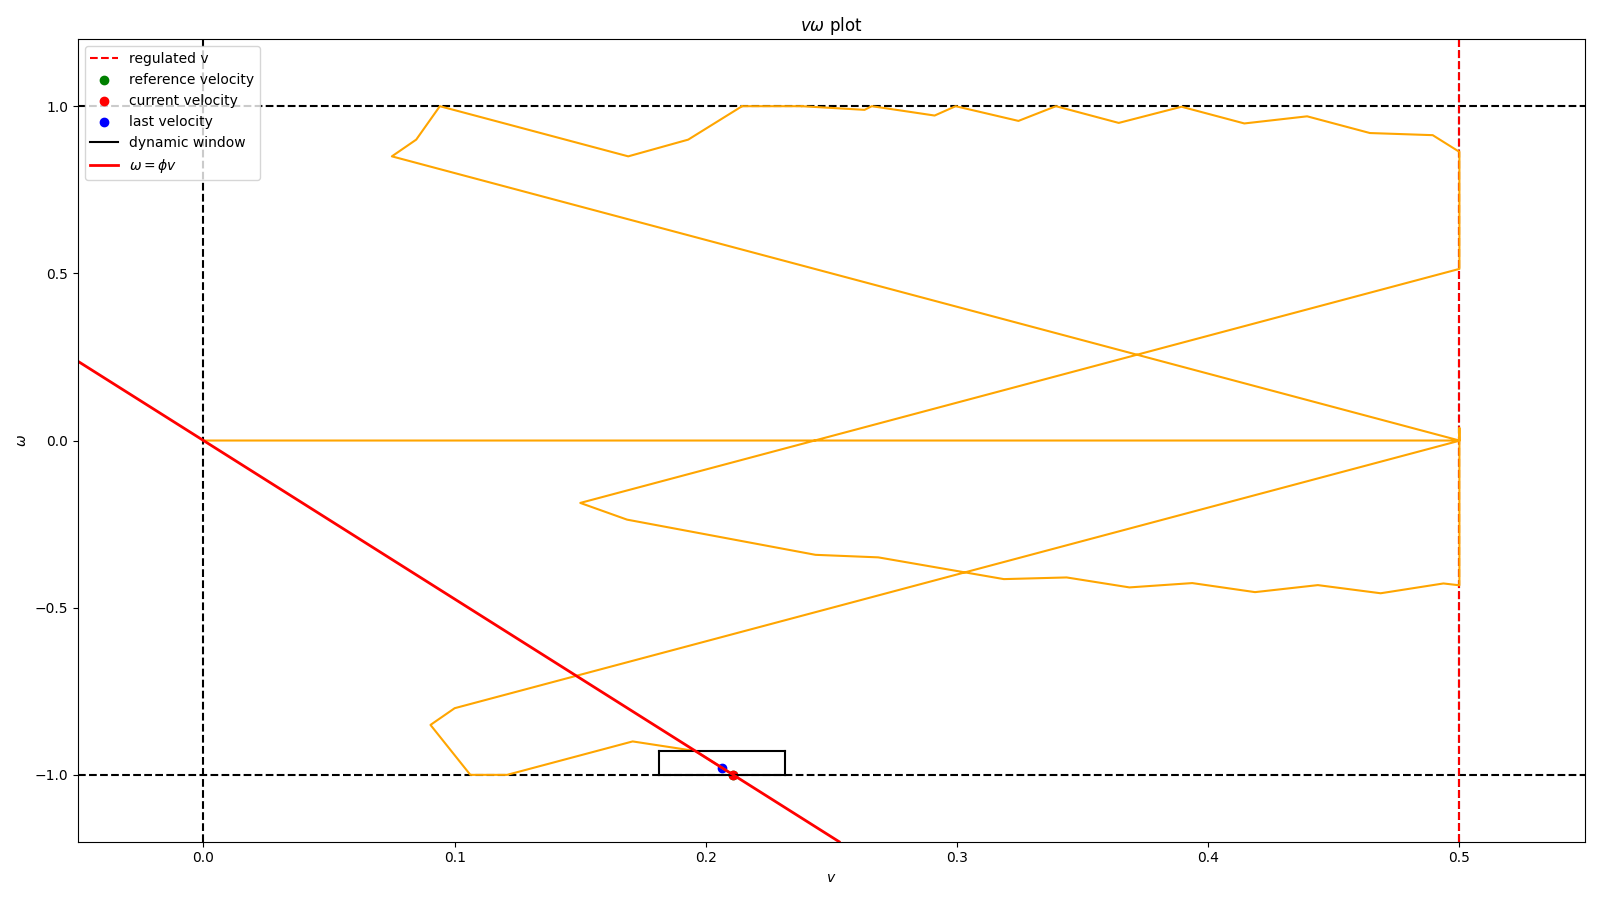 vω plot
regulated v
reference velocity
current velocity
last velocity
dynamic window
ω = ϕv
1.0
0.5
0.0
−0.5
−1.0
ω
0.0 0.1 0.2 0.3 0.4 0.5
v